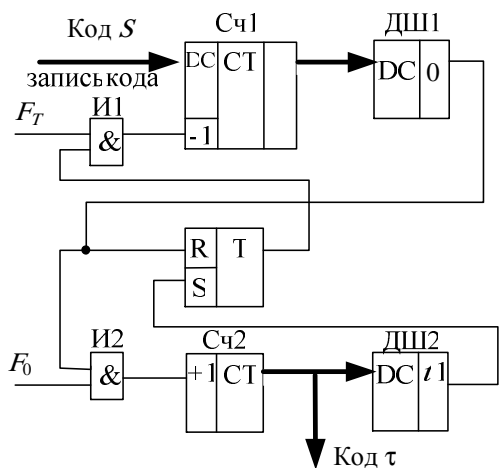 Код S
Сч1
ДШ1
DC CT
DC 0
запись кода
F_T
И1
&
-1
R T
S
И2
Сч2
ДШ2
F_0
&
+1 CT
DC t1
Код τ